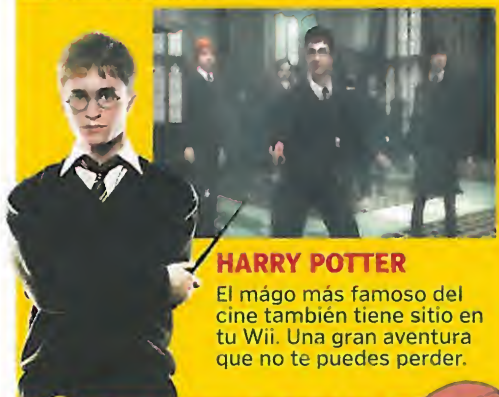 HARRY POTTER
El mágo más famoso del
cine también tiene sitio en
tu Wii. Una gran aventura
que no te puedes perder.